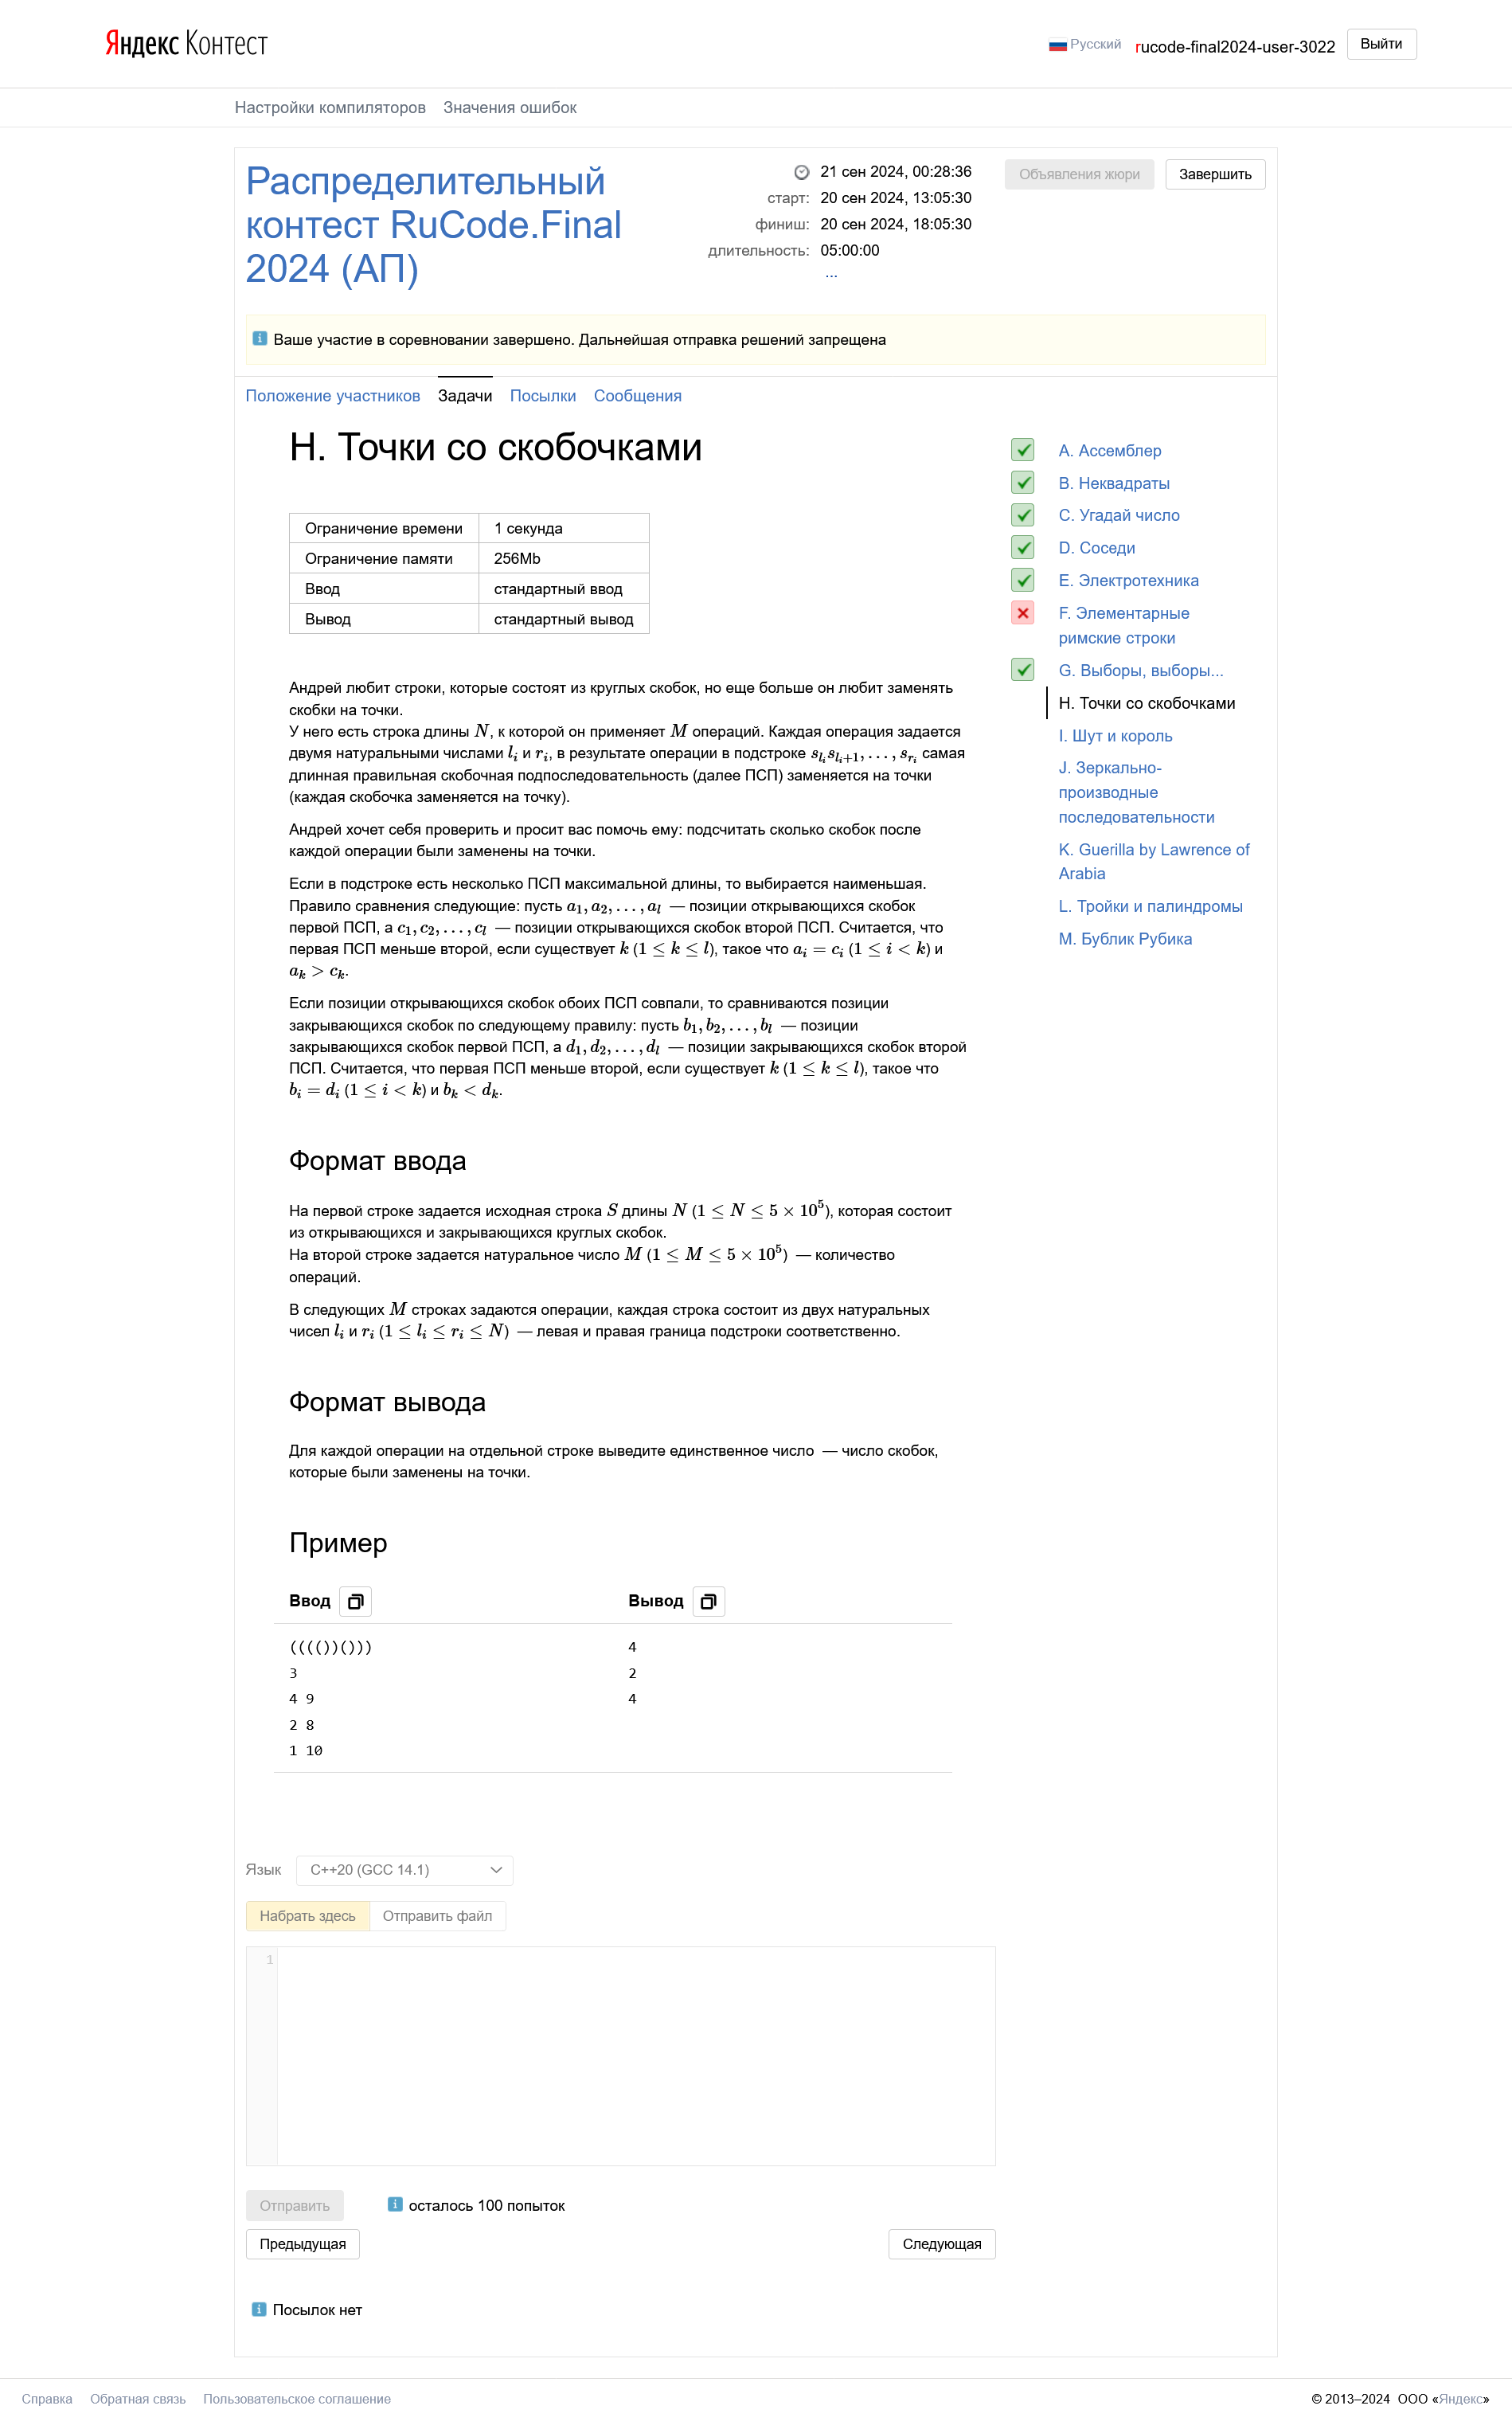 Яндекс Контест
Русский rucode-final2024-user-3022 Выйти
Настройки компиляторов Значения ошибок
Распределительный
контест RuCode.Final
2024 (АП)
21 сен 2024, 00:28:36
старт: 20 сен 2024, 13:05:30
финиш: 20 сен 2024, 18:05:30
длительность: 05:00:00
...
Объявления жюри Завершить
Ваше участие в соревновании завершено. Дальнейшая отправка решений запрещена
Положение участников Задачи Посылки Сообщения
H. Точки со скобочками
Ограничение времени 1 секунда
Ограничение памяти 256Mb
Ввод стандартный ввод
Вывод стандартный вывод
Андрей любит строки, которые состоят из круглых скобок, но еще больше он любит заменять
скобки на точки.
У него есть строка длины N, к которой он применяет M операций. Каждая операция задается
двумя натуральными числами l_i и r_i, в результате операции в подстроке s_{l_i}s_{l_i+1}, ..., s_{r_i} самая
длинная правильная скобочная подпоследовательность (далее ПСП) заменяется на точки
(каждая скобочка заменяется на точку).
Андрей хочет себя проверить и просит вас помочь ему: подсчитать сколько скобок после
каждой операции были заменены на точки.
Если в подстроке есть несколько ПСП максимальной длины, то выбирается наименьшая.
Правило сравнения следующие: пусть a_1, a_2, ..., a_l — позиции открывающихся скобок
первой ПСП, а c_1, c_2, ..., c_l — позиции открывающихся скобок второй ПСП. Считается, что
первая ПСП меньше второй, если существует k (1 ≤ k ≤ l), такое что a_i = c_i (1 ≤ i < k) и
a_k > c_k.
Если позиции открывающихся скобок обоих ПСП совпали, то сравниваются позиции
закрывающихся скобок по следующему правилу: пусть b_1, b_2, ..., b_l — позиции
закрывающихся скобок первой ПСП, а d_1, d_2, ..., d_l — позиции закрывающихся скобок второй
ПСП. Считается, что первая ПСП меньше второй, если существует k (1 ≤ k ≤ l), такое что
b_i = d_i (1 ≤ i < k) и b_k < d_k.
Формат ввода
На первой строке задается исходная строка S длины N (1 ≤ N ≤ 5 × 10^5), которая состоит
из открывающихся и закрывающихся круглых скобок.
На второй строке задается натуральное число M (1 ≤ M ≤ 5 × 10^5) — количество
операций.
В следующих M строках задаются операции, каждая строка состоит из двух натуральных
чисел l_i и r_i (1 ≤ l_i ≤ r_i ≤ N) — левая и правая граница подстроки соответственно.
Формат вывода
Для каждой операции на отдельной строке выведите единственное число — число скобок,
которые были заменены на точки.
Пример
Ввод Вывод
(((())())) 4
3 2
4 9 4
2 8
1 10
A. Ассемблер
B. Неквадраты
C. Угадай число
D. Соседи
E. Электротехника
F. Элементарные
римские строки
G. Выборы, выборы...
H. Точки со скобочками
I. Шут и король
J. Зеркально-
производные
последовательности
K. Guerilla by Lawrence of
Arabia
L. Тройки и палиндромы
M. Бублик Рубика
Язык C++20 (GCC 14.1)
Набрать здесь Отправить файл
1
Отправить осталось 100 попыток
Предыдущая Следующая
Посылок нет
Справка Обратная связь Пользовательское соглашение © 2013–2024 ООО «Яндекс»